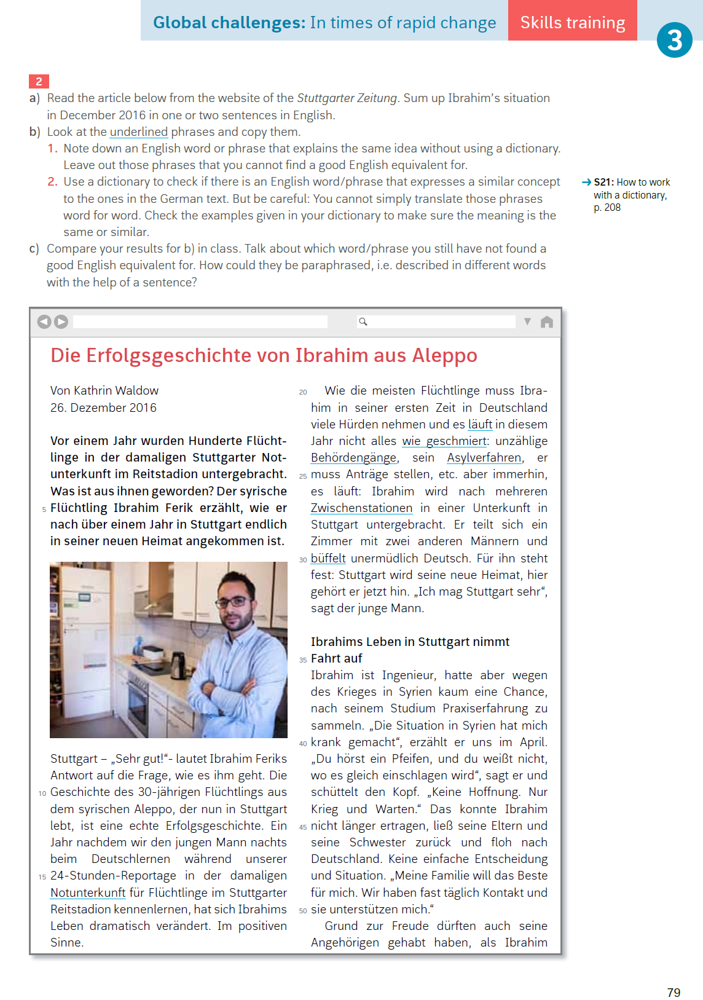 Global challenges: In times of rapid change
Skills training
3
2
a) Read the article below from the website of the Stuttgarter Zeitung. Sum up Ibrahim's situation
in December 2016 in one or two sentences in English.
b) Look at the underlined phrases and copy them.
1. Note down an English word or phrase that explains the same idea without using a dictionary.
Leave out those phrases that you cannot find a good English equivalent for.
2. Use a dictionary to check if there is an English word/phrase that expresses a similar concept
to the ones in the German text. But be careful: You cannot simply translate those phrases
word for word. Check the examples given in your dictionary to make sure the meaning is the
same or similar.
→ S21: How to work
with a dictionary,
p. 208
c) Compare your results for b) in class. Talk about which word/phrase you still have not found a
good English equivalent for. How could they be paraphrased, i.e. described in different words
with the help of a sentence?
Die Erfolgsgeschichte von Ibrahim aus Aleppo
Von Kathrin Waldow
26. Dezember 2016
Vor einem Jahr wurden Hunderte Flücht-
linge in der damaligen Stuttgarter Not-
unterkunft im Reitstadion untergebracht.
Was ist aus ihnen geworden? Der syrische
5 Flüchtling Ibrahim Ferik erzählt, wie er
nach über einem Jahr in Stuttgart endlich
in seiner neuen Heimat angekommen ist.
Stuttgart – „Sehr gut!“- lautet Ibrahim Feriks
Antwort auf die Frage, wie es ihm geht. Die
10 Geschichte des 30-jährigen Flüchtlings aus
dem syrischen Aleppo, der nun in Stuttgart
lebt, ist eine echte Erfolgsgeschichte. Ein
Jahr nachdem wir den jungen Mann nachts
beim Deutschlernen während unserer
15 24-Stunden-Reportage in der damaligen
Notunterkunft für Flüchtlinge im Stuttgarter
Reitstadion kennenlernen, hat sich Ibrahims
Leben dramatisch verändert. Im positiven
Sinne.
20 Wie die meisten Flüchtlinge muss Ibra-
him in seiner ersten Zeit in Deutschland
viele Hürden nehmen und es läuft in diesem
Jahr nicht alles wie geschmiert: unzählige
Behördengänge, sein Asylverfahren, er
25 muss Anträge stellen, etc. aber immerhin,
es läuft: Ibrahim wird nach mehreren
Zwischenstationen in einer Unterkunft in
Stuttgart untergebracht. Er teilt sich ein
Zimmer mit zwei anderen Männern und
30 büffelt unermüdlich Deutsch. Für ihn steht
fest: Stuttgart wird seine neue Heimat, hier
gehört er jetzt hin. „Ich mag Stuttgart sehr“,
sagt der junge Mann.
Ibrahims Leben in Stuttgart nimmt
35 Fahrt auf
Ibrahim ist Ingenieur, hatte aber wegen
des Krieges in Syrien kaum eine Chance,
nach seinem Studium Praxiserfahrung zu
sammeln. „Die Situation in Syrien hat mich
40 krank gemacht“, erzählt er uns im April.
„Du hörst ein Pfeifen, und du weißt nicht,
wo es gleich einschlagen wird“, sagt er und
schüttelt den Kopf. „Keine Hoffnung. Nur
Krieg und Warten.“ Das konnte Ibrahim
45 nicht länger ertragen, ließ seine Eltern und
seine Schwester zurück und floh nach
Deutschland. Keine einfache Entscheidung
und Situation. „Meine Familie will das Beste
für mich. Wir haben fast täglich Kontakt und
50 sie unterstützen mich.“
Grund zur Freude dürften auch seine
Angehörigen gehabt haben, als Ibrahim
79